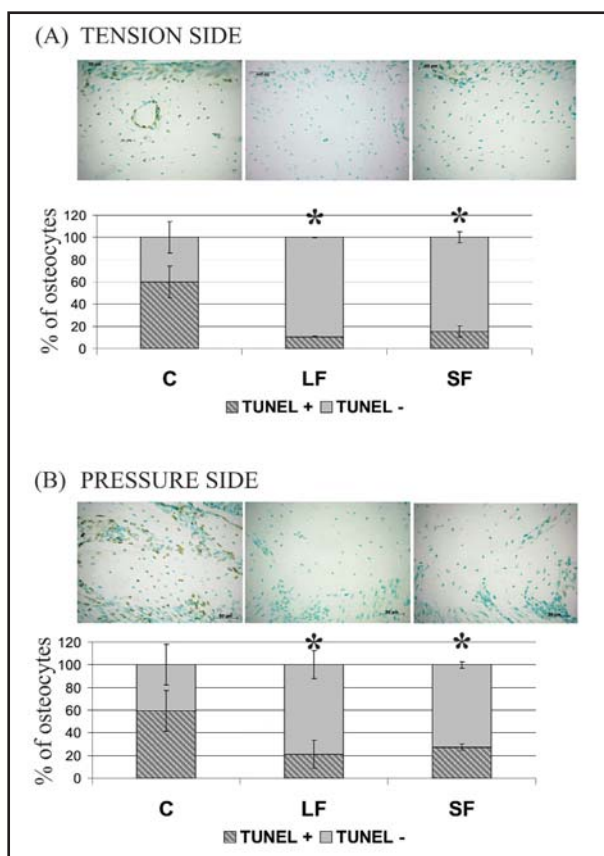 (A) TENSION SIDE
% of osteocytes
120
100
80
60
40
20
0
* *
C LF SF
TUNEL + TUNEL -
(B) PRESSURE SIDE
% of osteocytes
120
100
80
60
40
20
0
* *
C LF SF
TUNEL + TUNEL -